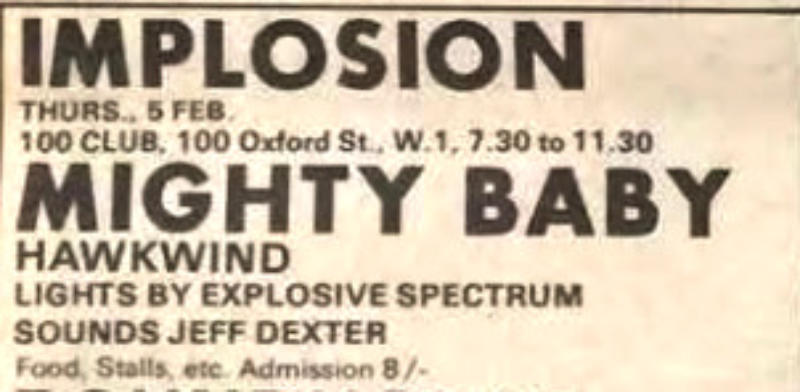 IMPLOSION
THURS., 5 FEB.
100 CLUB, 100 Oxford St., W.1, 7.30 to 11.30
MIGHTY BABY
HAWKWIND
LIGHTS BY EXPLOSIVE SPECTRUM
SOUNDS JEFF DEXTER
Food, Stalls, etc. Admission 8/-